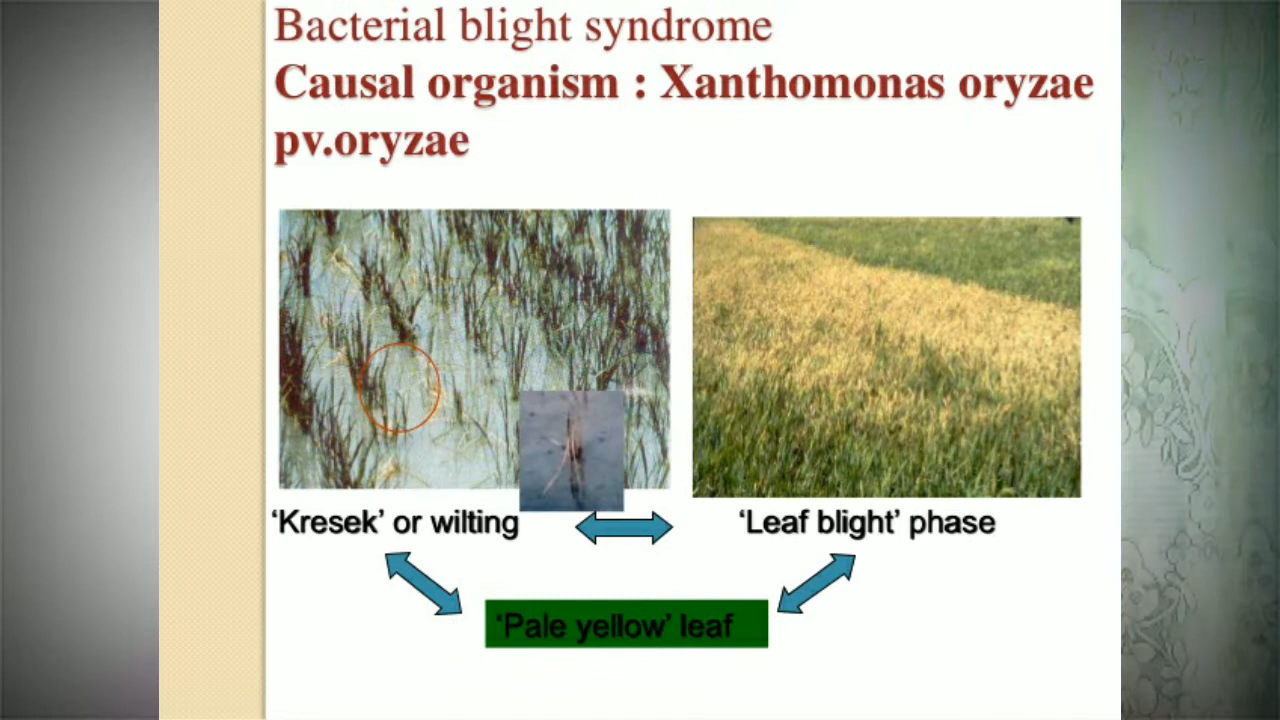 Bacterial blight syndrome
Causal organism : Xanthomonas oryzae
pv.oryzae
‘Kresek’ or wilting
‘Leaf blight’ phase
‘Pale yellow’ leaf